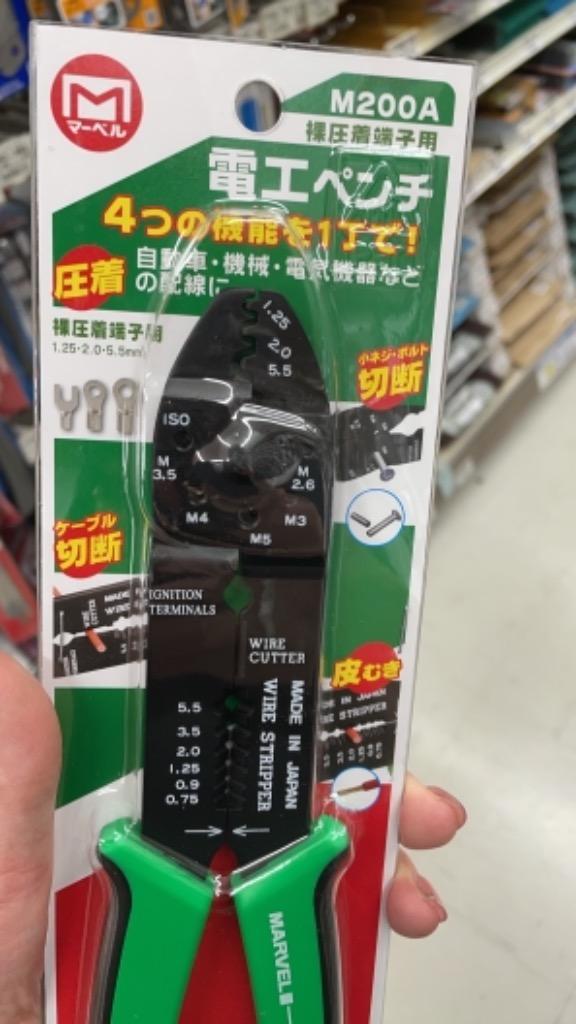 M
マーベル
M200A
裸圧着端子用
電工ペンチ
4つの機能を1丁で!
圧着
自動車・機械・電気機器など
の配線に
裸圧着端子用
1.25・2.0・5.5mm²
1.25
2.0
5.5
小ネジ・ボルト
切断
ISO
M
3.5
M
2.6
M4
M3
M5
ケーブル
切断
IGNITION
TERMINALS
WIRE
CUTTER
皮むき
5.5
3.5
2.0
1.25
0.9
0.75
WIRE STRIPPER
MADE IN JAPAN
MARVEL